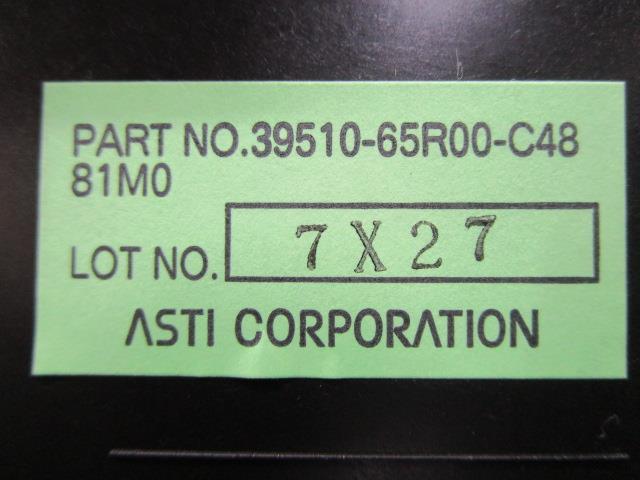 PART NO.39510-65R00-C48
81M0
LOT NO. 7X27
ASTI CORPORATION